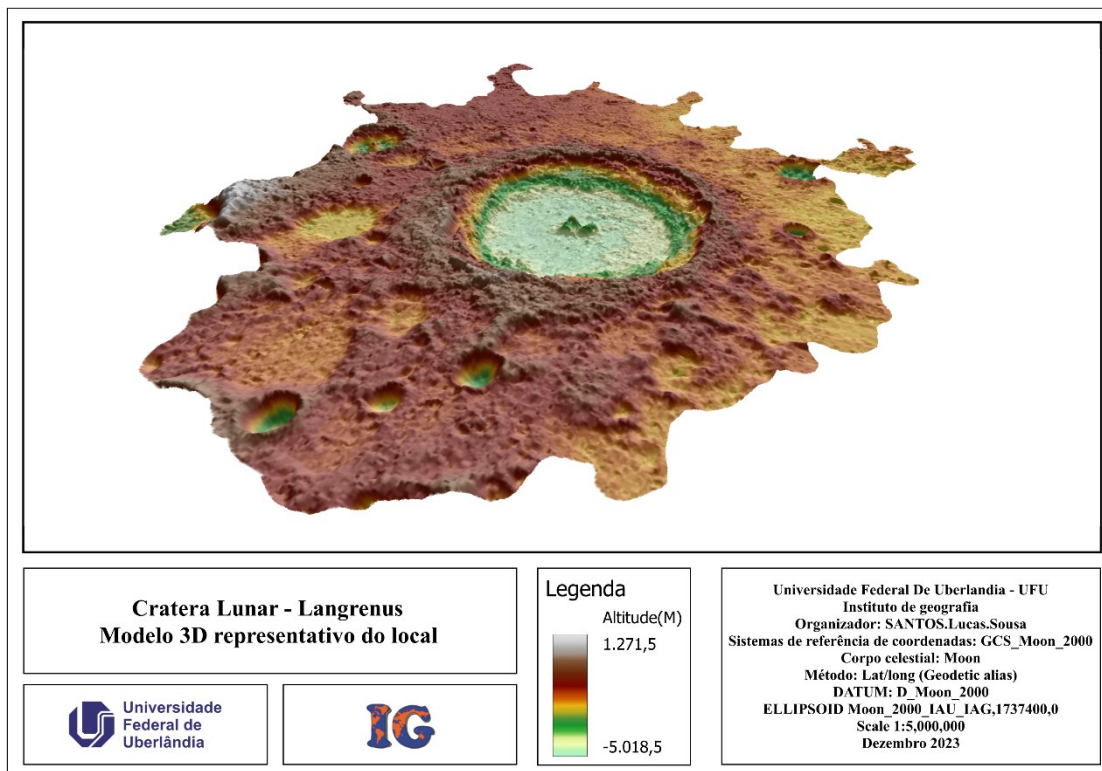 Cratera Lunar - Langrenus
Modelo 3D representativo do local
Universidade
Federal de
Uberlândia
IG
Legenda
Altitude(M)
1.271,5
-5.018,5
Universidade Federal De Uberlandia - UFU
Instituto de geografia
Organizador: SANTOS.Lucas.Sousa
Sistemas de referência de coordenadas: GCS_Moon_2000
Corpo celestial: Moon
Método: Lat/long (Geodetic alias)
DATUM: D_Moon_2000
ELLIPSOID Moon_2000_IAU_IAG,1737400,0
Scale 1:5,000,000
Dezembro 2023